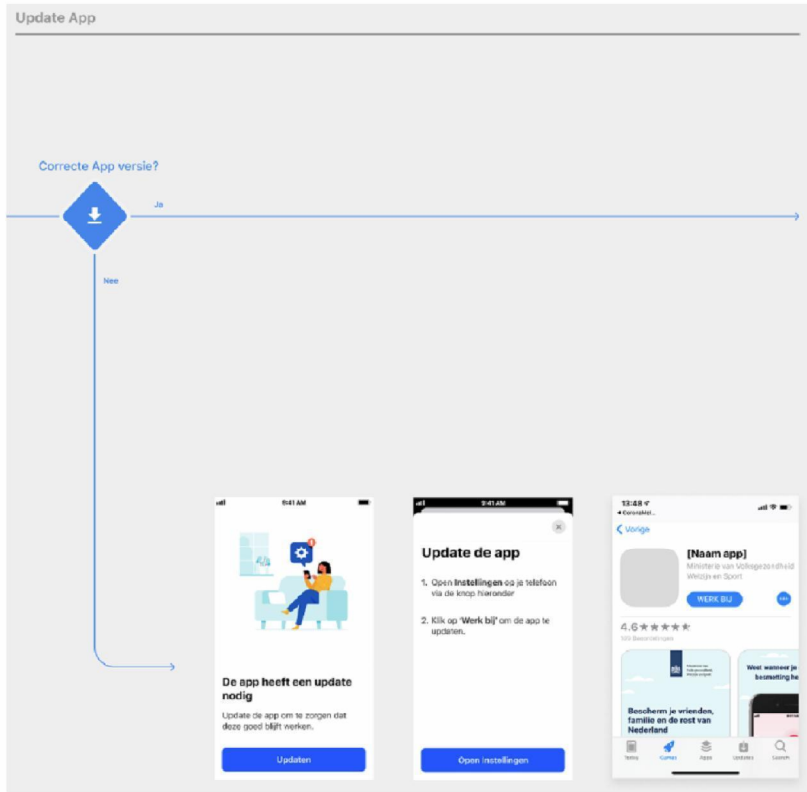 Update App
Correcte App versie?
Ja
Nee
9:41 AM
De app heeft een update
nodig
Update de app om te zorgen dat
deze goed blijft werken.
Updaten
9:41 AM
Update de app
1. Open Instellingen op je telefoon
via de knop hieronder
2. Klik op 'Werk bij' om de app te
updaten.
Open Instellingen
13:48
Vorige
[Naam app]
Ministerie van Volksgezondheid
Welzijn en Sport
WERK BIJ
4.6
Bescherm je vrienden,
familie en de rest van
Nederland
Weet wanneer je
besmetting
Today
Games
Apps
Updates
Search